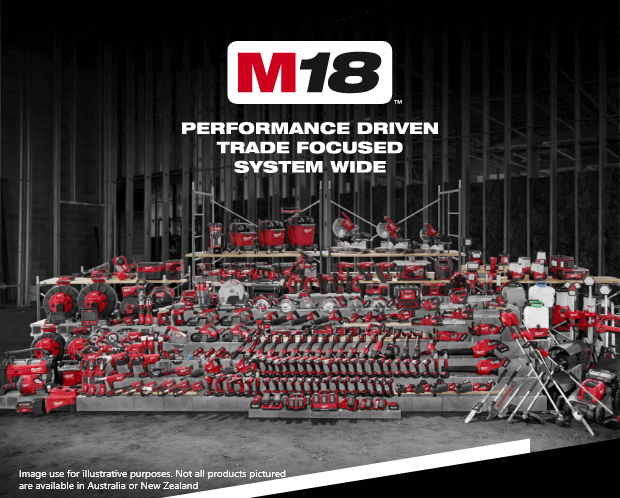 M18
™
PERFORMANCE DRIVEN
TRADE FOCUSED
SYSTEM WIDE
Image use for illustrative purposes. Not all products pictured
are available in Australia or New Zealand